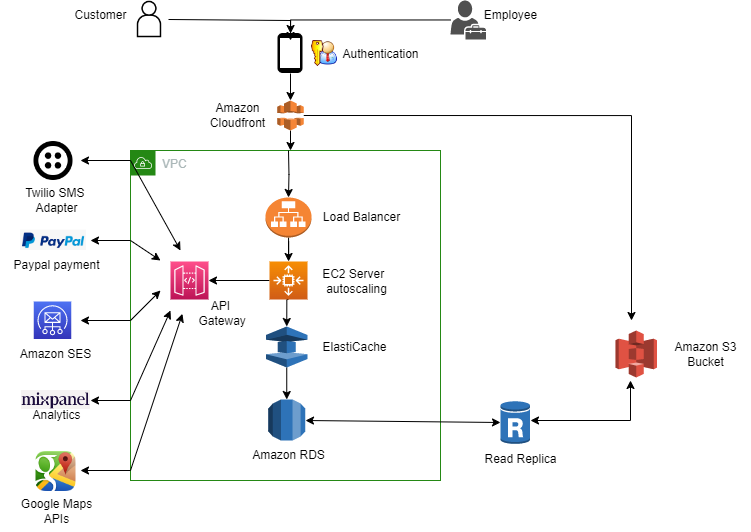 Customer
Employee
Authentication
Amazon
Cloudfront
VPC
Twilio SMS
Adapter
Load Balancer
PayPal
Paypal payment
EC2 Server
autoscaling
API
Gateway
Amazon SES
ElastiCache
Amazon S3
Bucket
mixpanel
Analytics
Amazon RDS
R
Read Replica
g
Google Maps
APIs